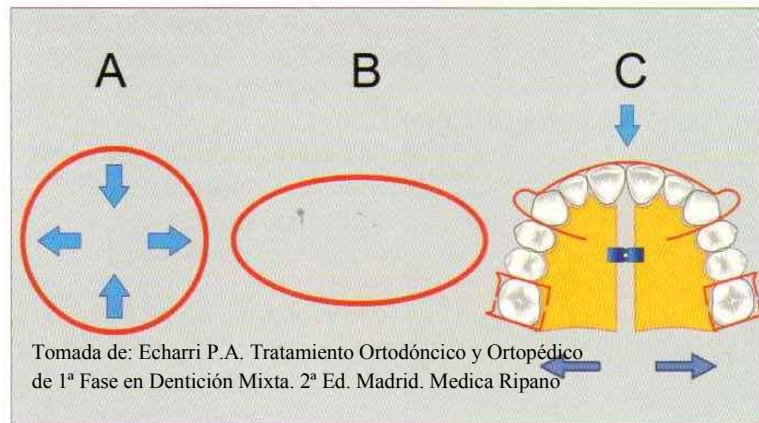 A B C
Tomada de: Echarri P.A. Tratamiento Ortodóncico y Ortopédico
de 1ª Fase en Dentición Mixta. 2ª Ed. Madrid. Medica Ripano